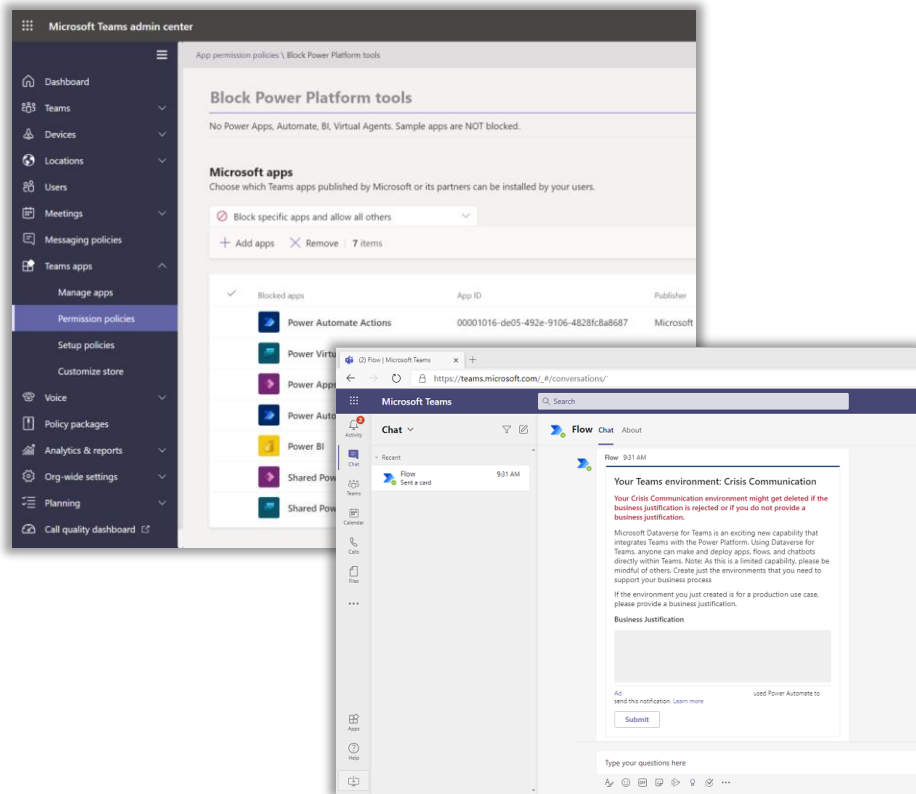 Microsoft Teams admin center
App permission policies \ Block Power Platform tools
Dashboard
Teams
Devices
Locations
Users
Meetings
Messaging policies
Teams apps
Manage apps
Permission policies
Setup policies
Customize store
Voice
Policy packages
Analytics & reports
Org-wide settings
Planning
Call quality dashboard
Block Power Platform tools
No Power Apps, Automate, BI, Virtual Agents. Sample apps are NOT blocked.
Microsoft apps
Choose which Teams apps published by Microsoft or its partners can be installed by your users.
Block specific apps and allow all others
Add apps Remove 7 items
Blocked apps App ID Publisher
Power Automate Actions 00001016-de05-492e-9106-4828fc8a8687 Microsoft
Power Virtu
Power Apps
Power Auto
Power BI
Shared Pow
Shared Pow
(2) Flow | Microsoft Teams
https://teams.microsoft.com/_#/conversations/'
Microsoft Teams
Search
Activity
2
Chat
Teams
Calendar
Calls
Files
Apps
Help
Chat
Recent
Flow 9:31 AM
Sent a card
Flow Chat About
Flow 9:31 AM
Your Teams environment: Crisis Communication
Your Crisis Communication environment might get deleted if the
business justification is rejected or if you do not provide a
business justification.
Microsoft Dataverse for Teams is an exciting new capability that
integrates Teams with the Power Platform. Using Dataverse for
Teams, anyone can make and deploy apps, flows, and chatbots
directly within Teams. Note: As this is a limited capability, please be
mindful of others. Create just the environments that you need to
support your business process
If the environment you just created is for a production use case,
please provide a business justification.
Business Justification
Ad used Power Automate to
send this notification. Learn more
Submit
Type your questions here